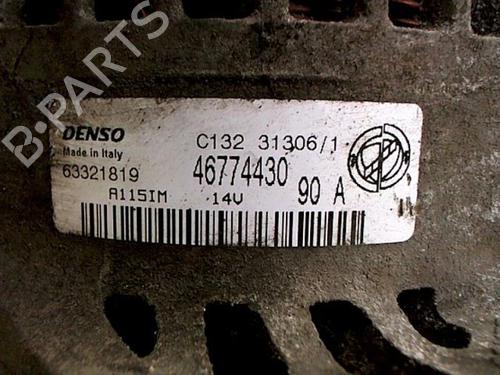 B-PARTS
DENSO
Made in Italy
63321819
A115IM
C132 31306/1
46774430
14V
90 A